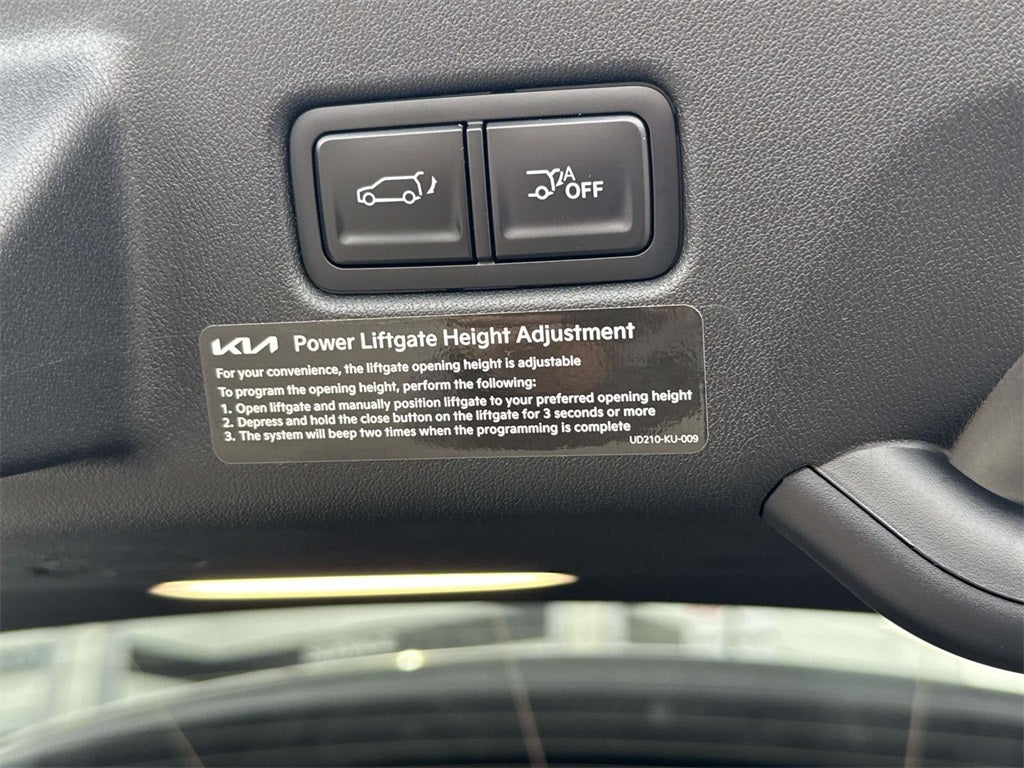 A
OFF
KIA Power Liftgate Height Adjustment
For your convenience, the liftgate opening height is adjustable
To program the opening height, perform the following:
1. Open liftgate and manually position liftgate to your preferred opening height
2. Depress and hold the close button on the liftgate for 3 seconds or more
3. The system will beep two times when the programming is complete
UD210-KU-009